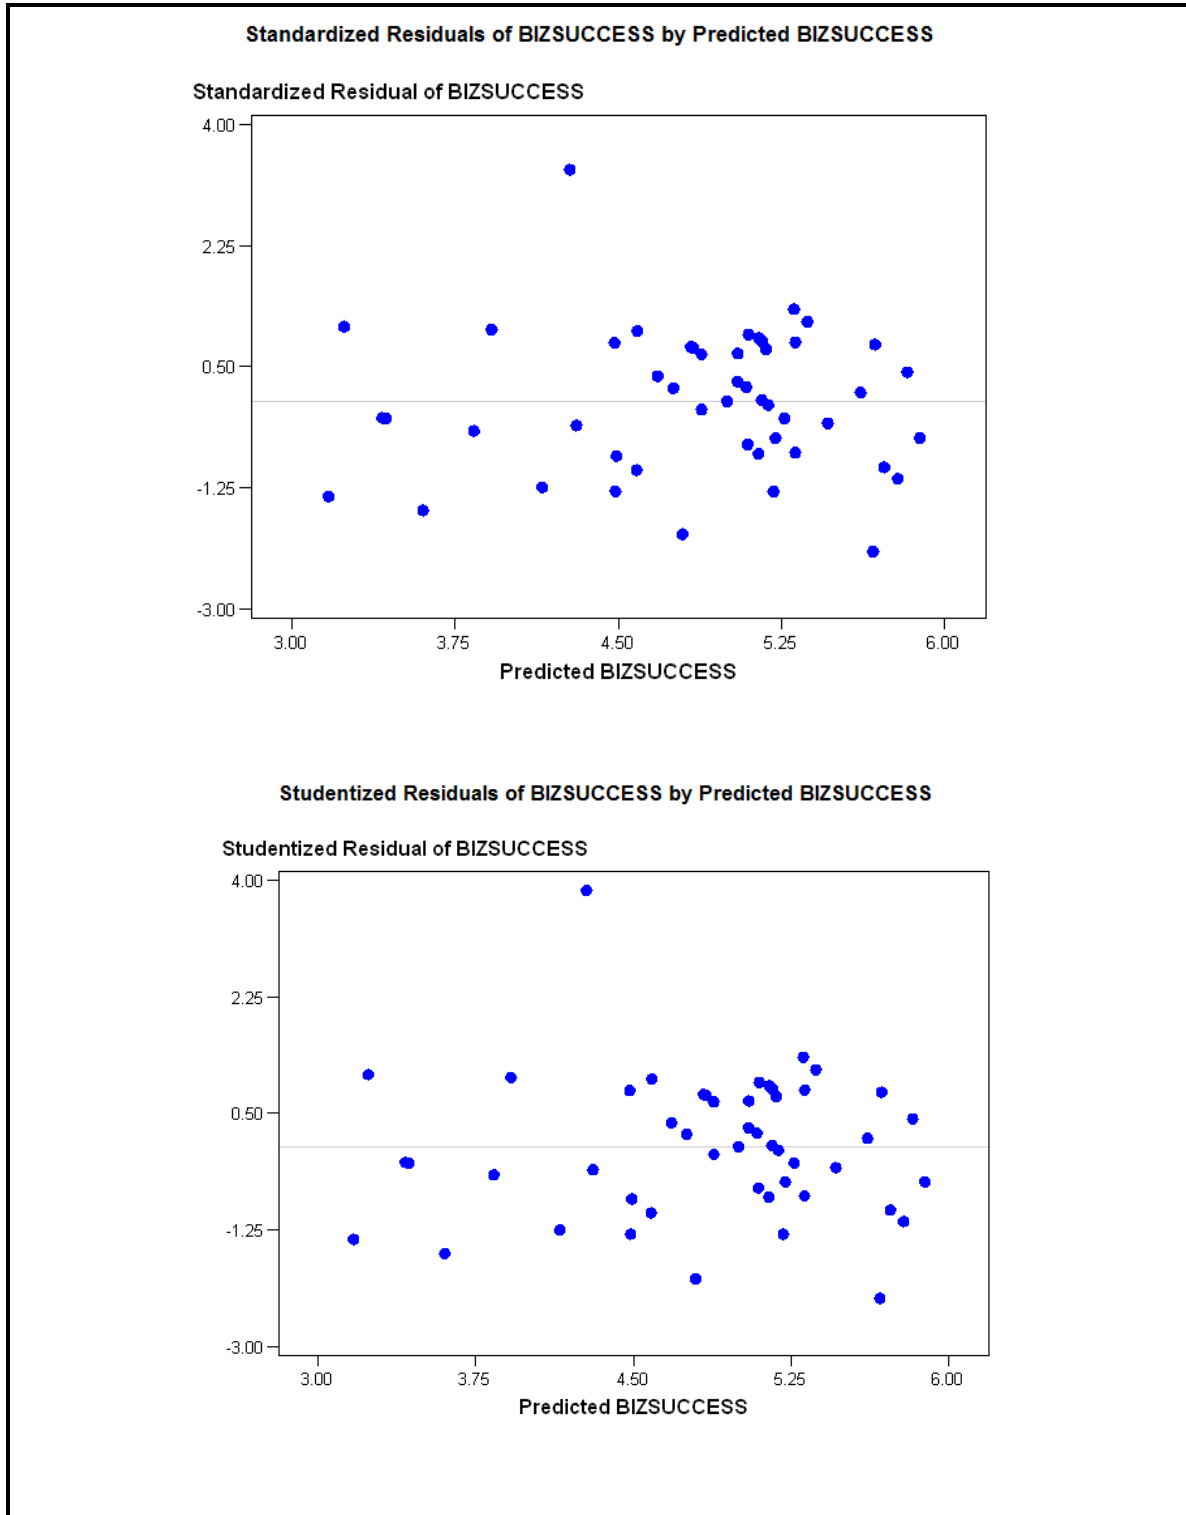 Standardized Residuals of BIZSUCCESS by Predicted BIZSUCCESS
Standardized Residual of BIZSUCCESS
4.00
2.25
0.50
-1.25
-3.00
3.00 3.75 4.50 5.25 6.00
Predicted BIZSUCCESS
Studentized Residuals of BIZSUCCESS by Predicted BIZSUCCESS
Studentized Residual of BIZSUCCESS
4.00
2.25
0.50
-1.25
-3.00
3.00 3.75 4.50 5.25 6.00
Predicted BIZSUCCESS